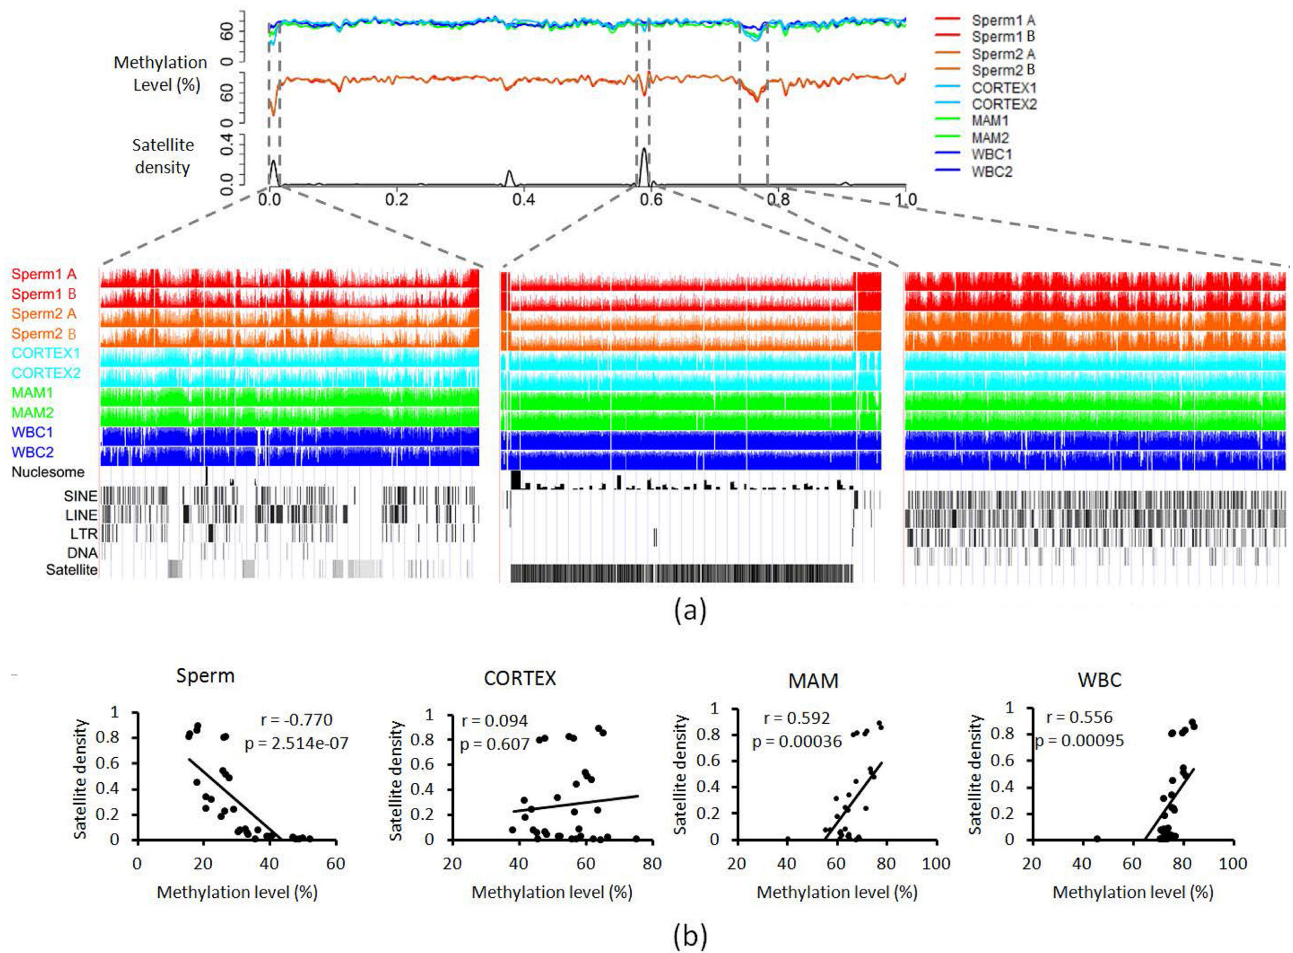 Methylation
Level (%)
0 60
0 60
Satellite
density
0.0 0.4
0.0 0.2 0.4 0.6 0.8 1.0
Sperm1 A
Sperm1 B
Sperm2 A
Sperm2 B
CORTEX1
CORTEX2
MAM1
MAM2
WBC1
WBC2
Sperm1 A
Sperm1 B
Sperm2 A
Sperm2 B
CORTEX1
CORTEX2
MAM1
MAM2
WBC1
WBC2
Nuclesome
SINE
LINE
LTR
DNA
Satellite
(a)
Sperm
r = -0.770
p = 2.514e-07
Satellite density
1
0.8
0.6
0.4
0.2
0
0 20 40 60
Methylation level (%)
CORTEX
r = 0.094
p = 0.607
Satellite density
1
0.8
0.6
0.4
0.2
0
20 40 60 80
Methylation level (%)
MAM
r = 0.592
p = 0.00036
Satellite density
1
0.8
0.6
0.4
0.2
0
20 40 60 80 100
Methylation level (%)
WBC
r = 0.556
p = 0.00095
Satellite density
1
0.8
0.6
0.4
0.2
0
20 40 60 80 100
Methylation level (%)
(b)